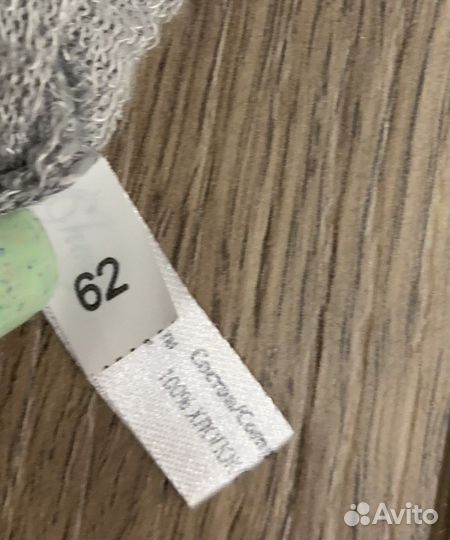 62
Состав/Com
100% хлопок
Avito